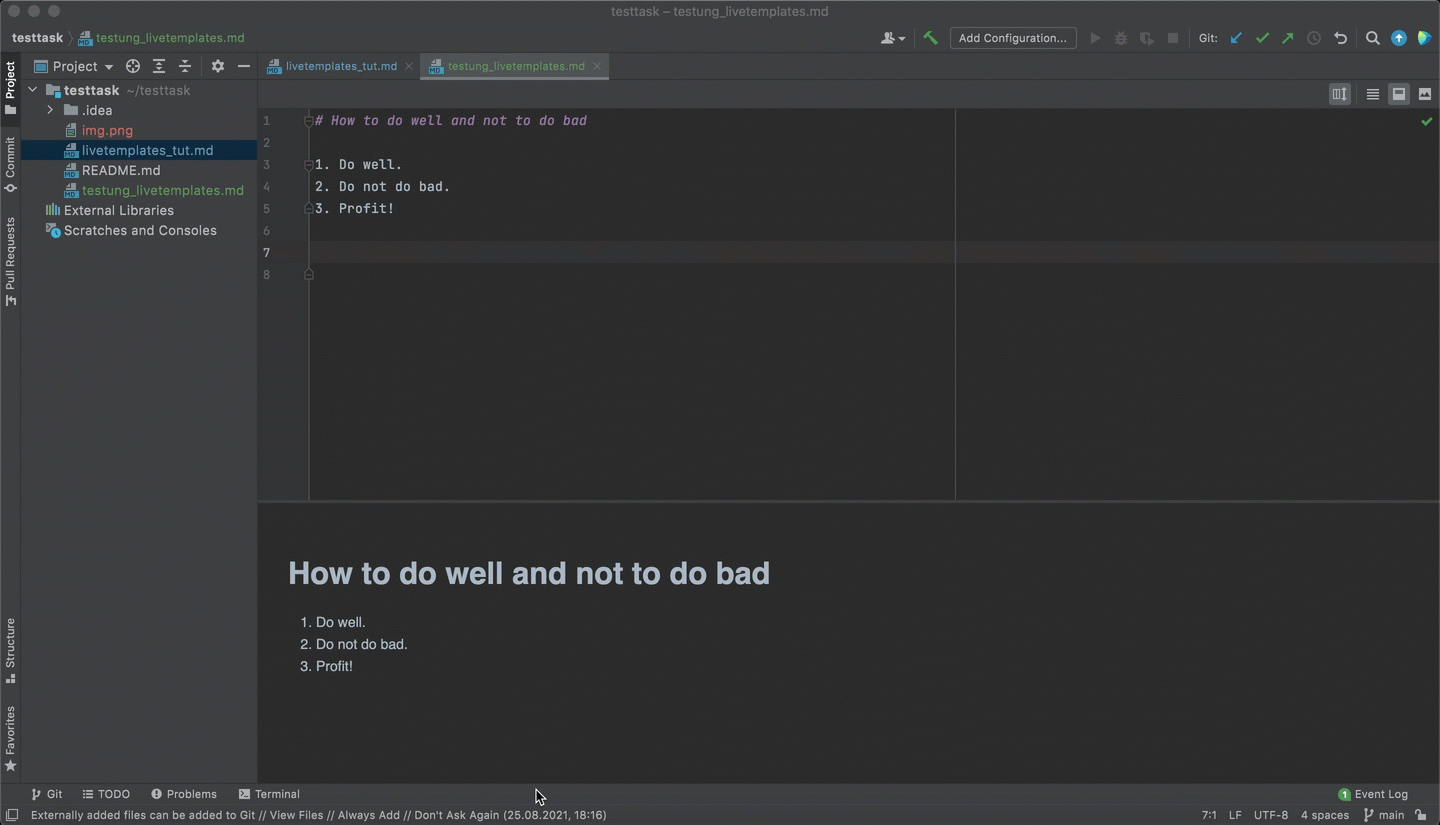 testtask – testung_livetemplates.md
testtask
testung_livetemplates.md
Add Configuration...
Git:
Project
livetemplates_tut.md
testung_livetemplates.md
Project
Commit
Pull Requests
Structure
Favorites
testtask ~/testtask
.idea
img.png
livetemplates_tut.md
README.md
testung_livetemplates.md
External Libraries
Scratches and Consoles
1 # How to do well and not to do bad
2
3 1. Do well.
4 2. Do not do bad.
5 3. Profit!
6
7
8
How to do well and not to do bad
1. Do well.
2. Do not do bad.
3. Profit!
Git
TODO
Problems
Terminal
1 Event Log
Externally added files can be added to Git // View Files // Always Add // Don't Ask Again (25.08.2021, 18:16)
7:1 LF UTF-8 4 spaces main